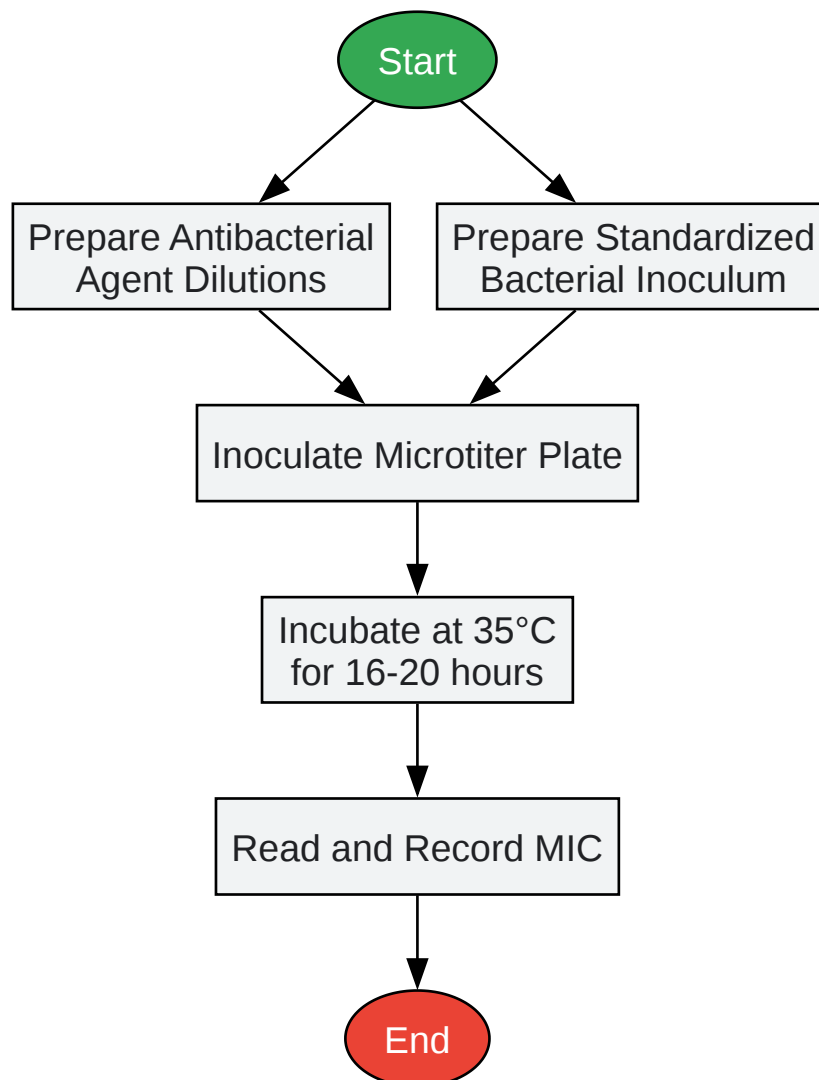 Start
Prepare Antibacterial
Agent Dilutions
Prepare Standardized
Bacterial Inoculum
Inoculate Microtiter Plate
Incubate at 35°C
for 16-20 hours
Read and Record MIC
End